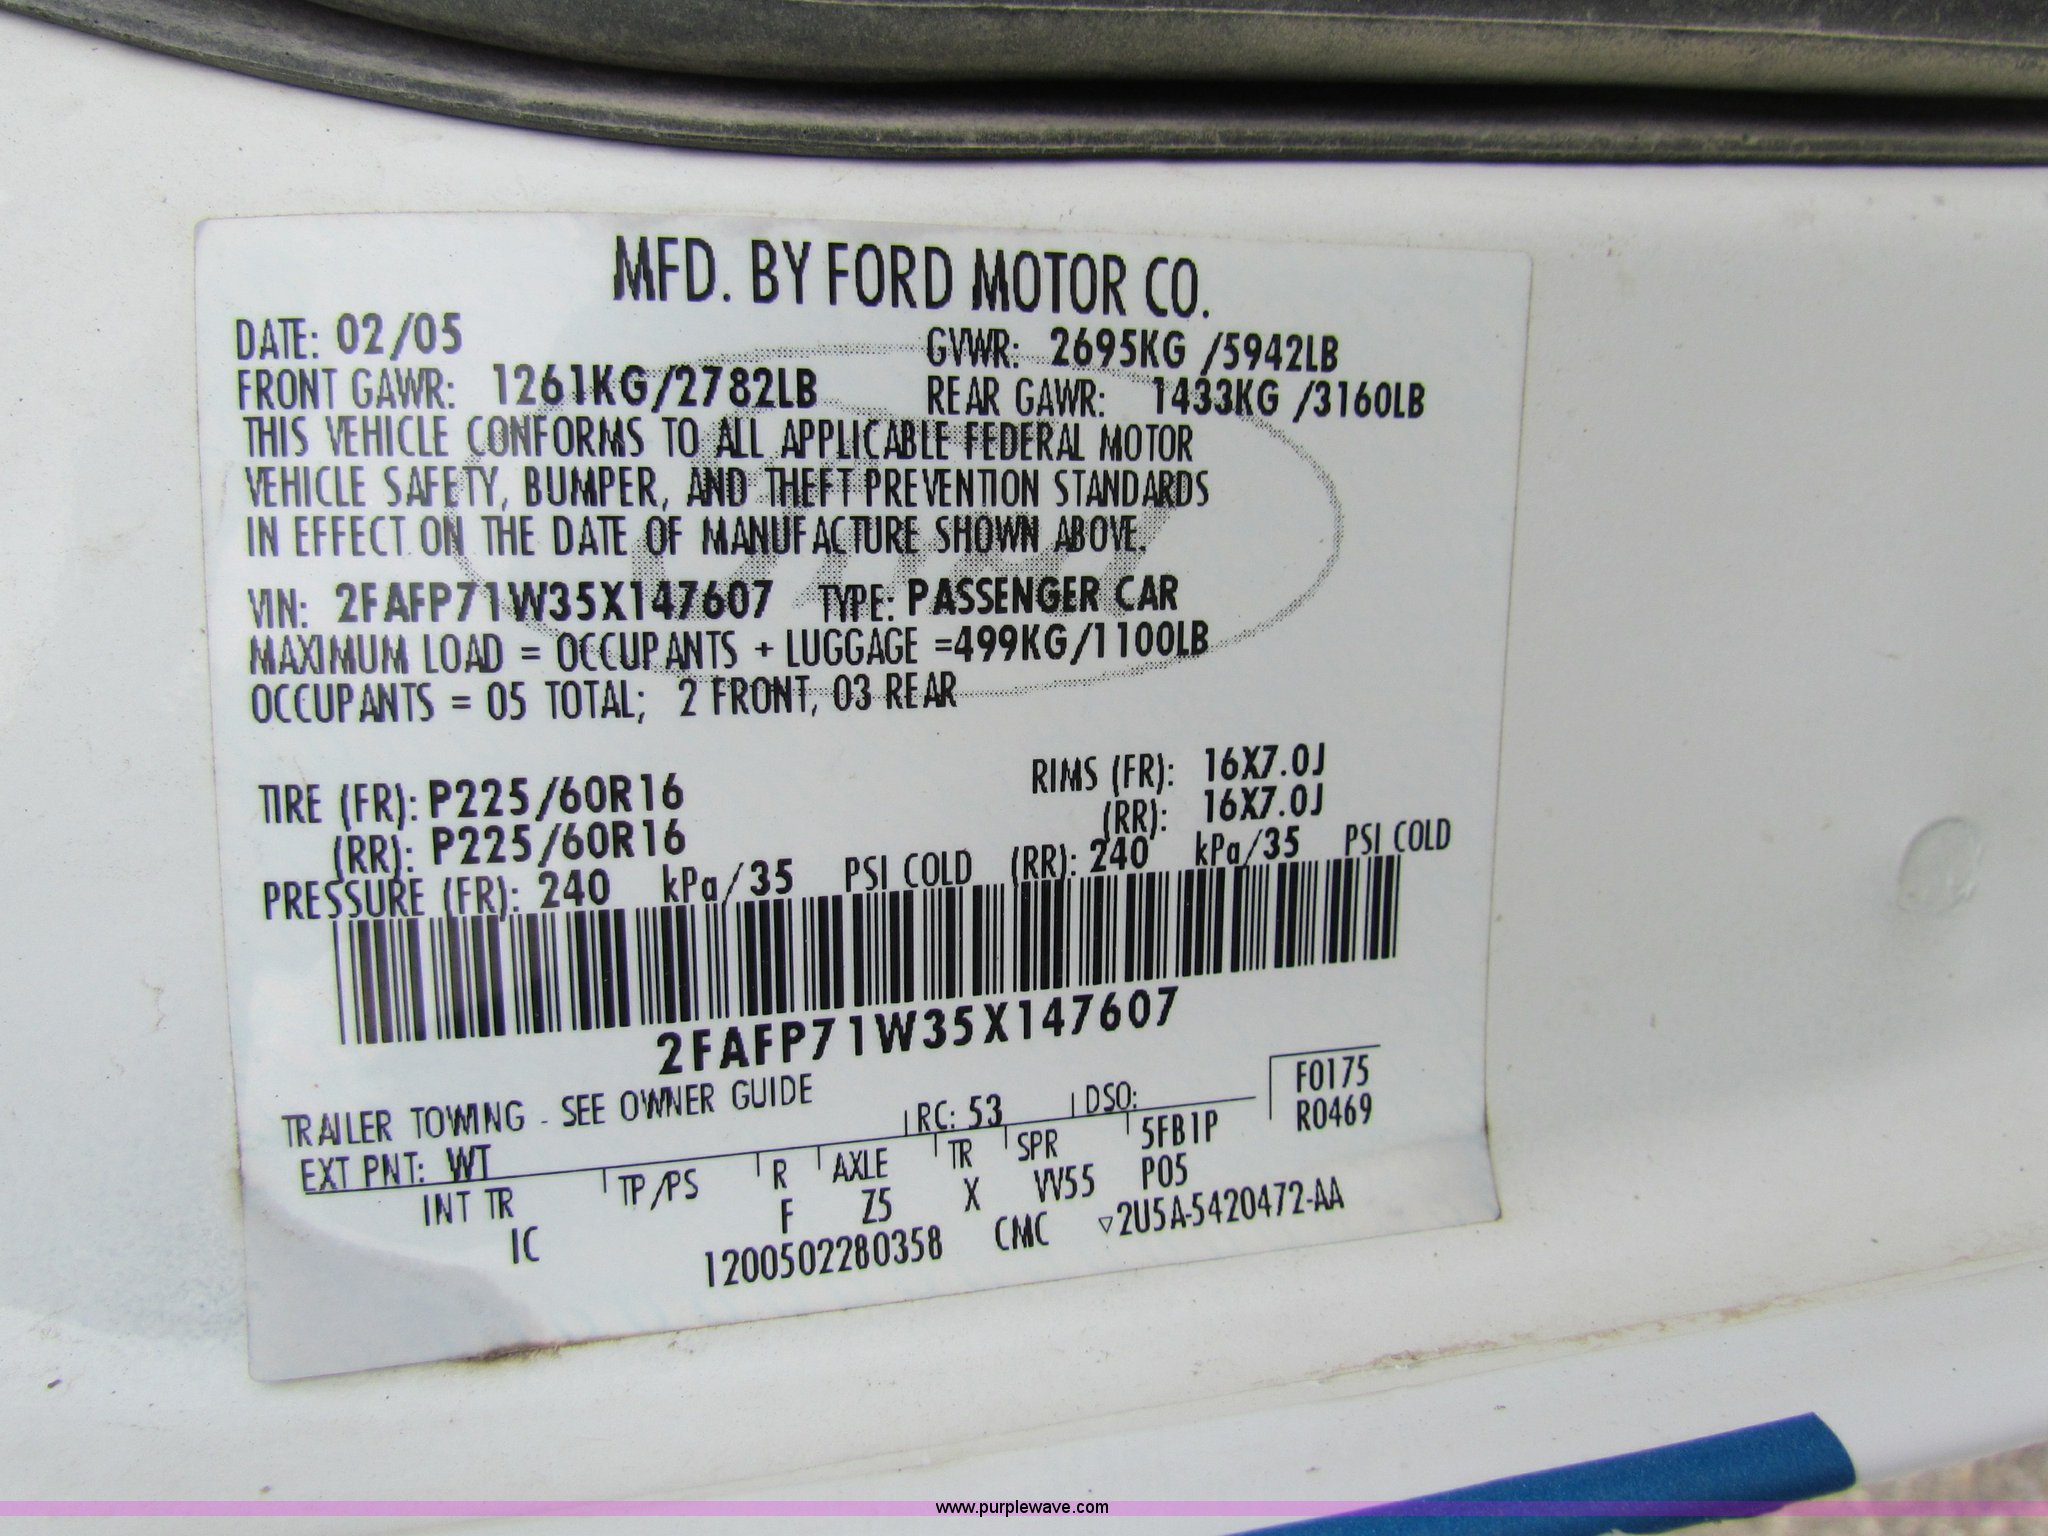 MFD. BY FORD MOTOR CO.
DATE: 02/05 GVWR: 2695KG /5942LB
FRONT GAWR: 1261KG/2782LB REAR GAWR: 1433KG /3160LB
THIS VEHICLE CONFORMS TO ALL APPLICABLE FEDERAL MOTOR
VEHICLE SAFETY, BUMPER, AND THEFT PREVENTION STANDARDS
IN EFFECT ON THE DATE OF MANUFACTURE SHOWN ABOVE.
VIN: 2FAFP71W35X147607 TYPE: PASSENGER CAR
MAXIMUM LOAD = OCCUPANTS + LUGGAGE =499KG/1100LB
OCCUPANTS = 05 TOTAL; 2 FRONT, 03 REAR
TIRE (FR): P225/60R16 RIMS (FR): 16X7.0J
(RR): P225/60R16 (RR): 16X7.0J
PRESSURE (FR): 240 kPa/35 PSI COLD (RR): 240 kPa/35 PSI COLD
2FAFP71W35X147607
TRAILER TOWING - SEE OWNER GUIDE
EXT PNT: WT RC: 53 DSO: F0175
R0469
INT TR TP/PS R AXLE TR SPR 5FB1P
IC F Z5 X VV55 P05
1200502280358 CMC ▽2U5A-5420472-AA
www.purplewave.com